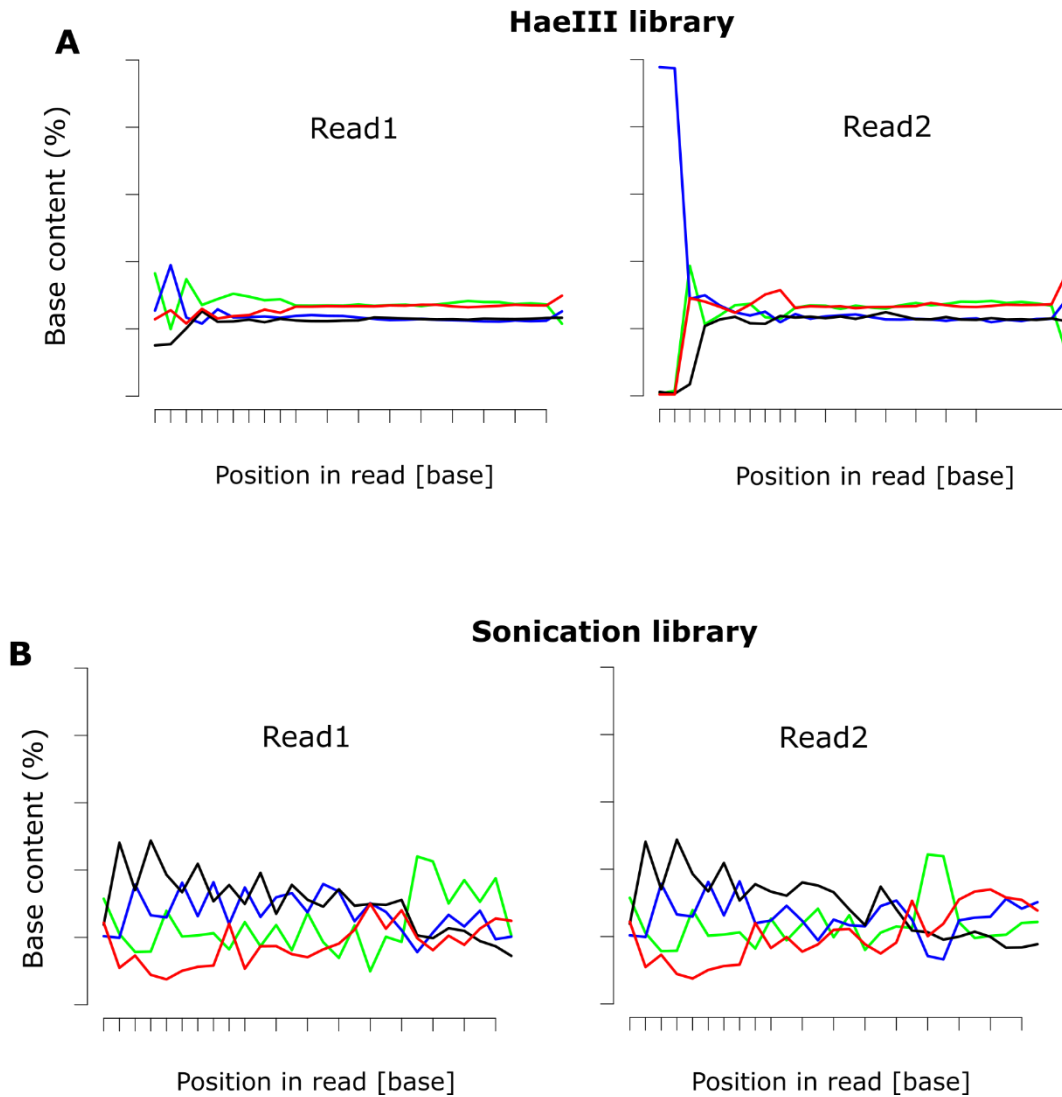 HaeIII library
A
Read1
Read2
Base content (%)
Position in read [base]
Position in read [base]
Sonication library
B
Read1
Read2
Base content (%)
Position in read [base]
Position in read [base]